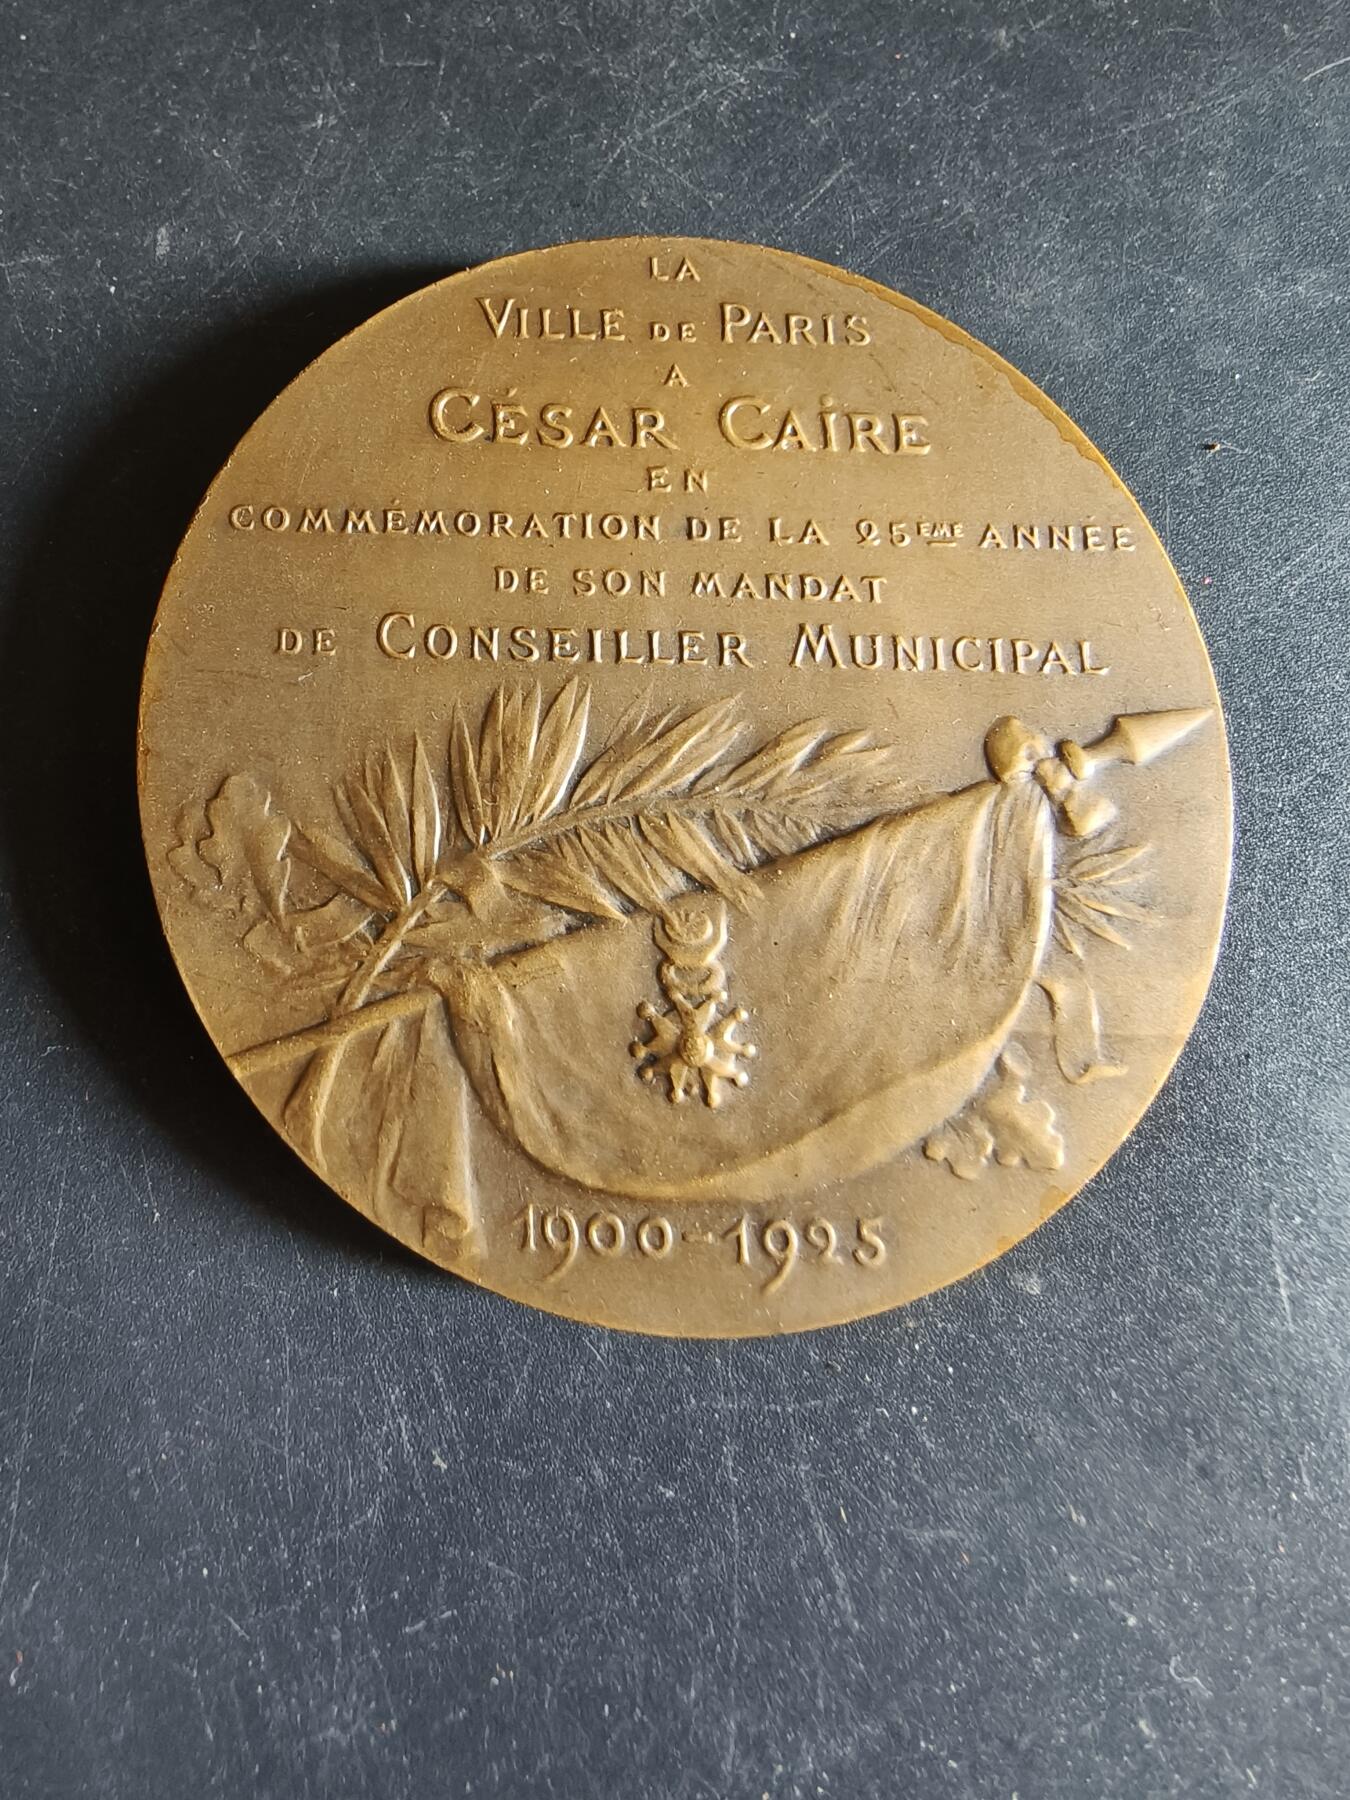 LA
VILLE DE PARIS
A
CÉSAR CAIRE
EN
COMMÉMORATION DE LA 25ÈME ANNÉE
DE SON MANDAT
DE CONSEILLER MUNICIPAL
1900-1925